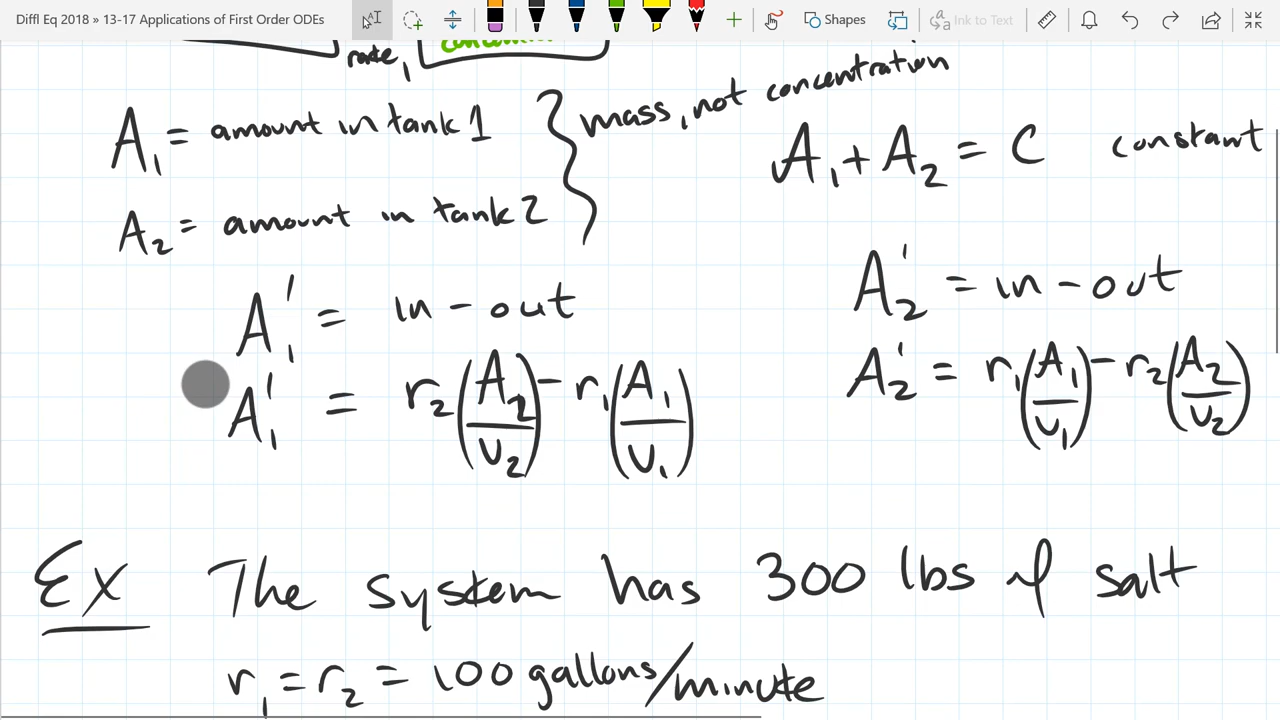 Diffl Eq 2018 » 13-17 Applications of First Order ODEs
Shapes
Ink to Text
rate,
A₁ = amount in tank 1
A₂ = amount in tank 2
mass, not concentration
A₁ + A₂ = C constant
A₁' = in - out
A₁' = r₂(A₂/V₂) - r₁(A₁/V₁)
A₂' = in - out
A₂' = r₁(A₁/V₁) - r₂(A₂/V₂)
Ex The system has 300 lbs of salt
r₁ = r₂ = 100 gallons/minute